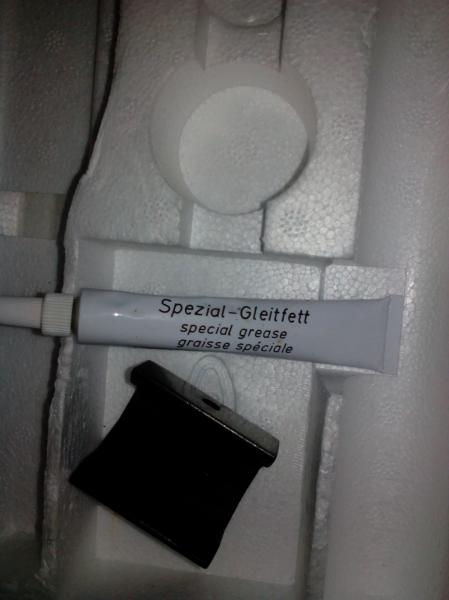 Spezial-Gleitfett
special grease
graisse spéciale